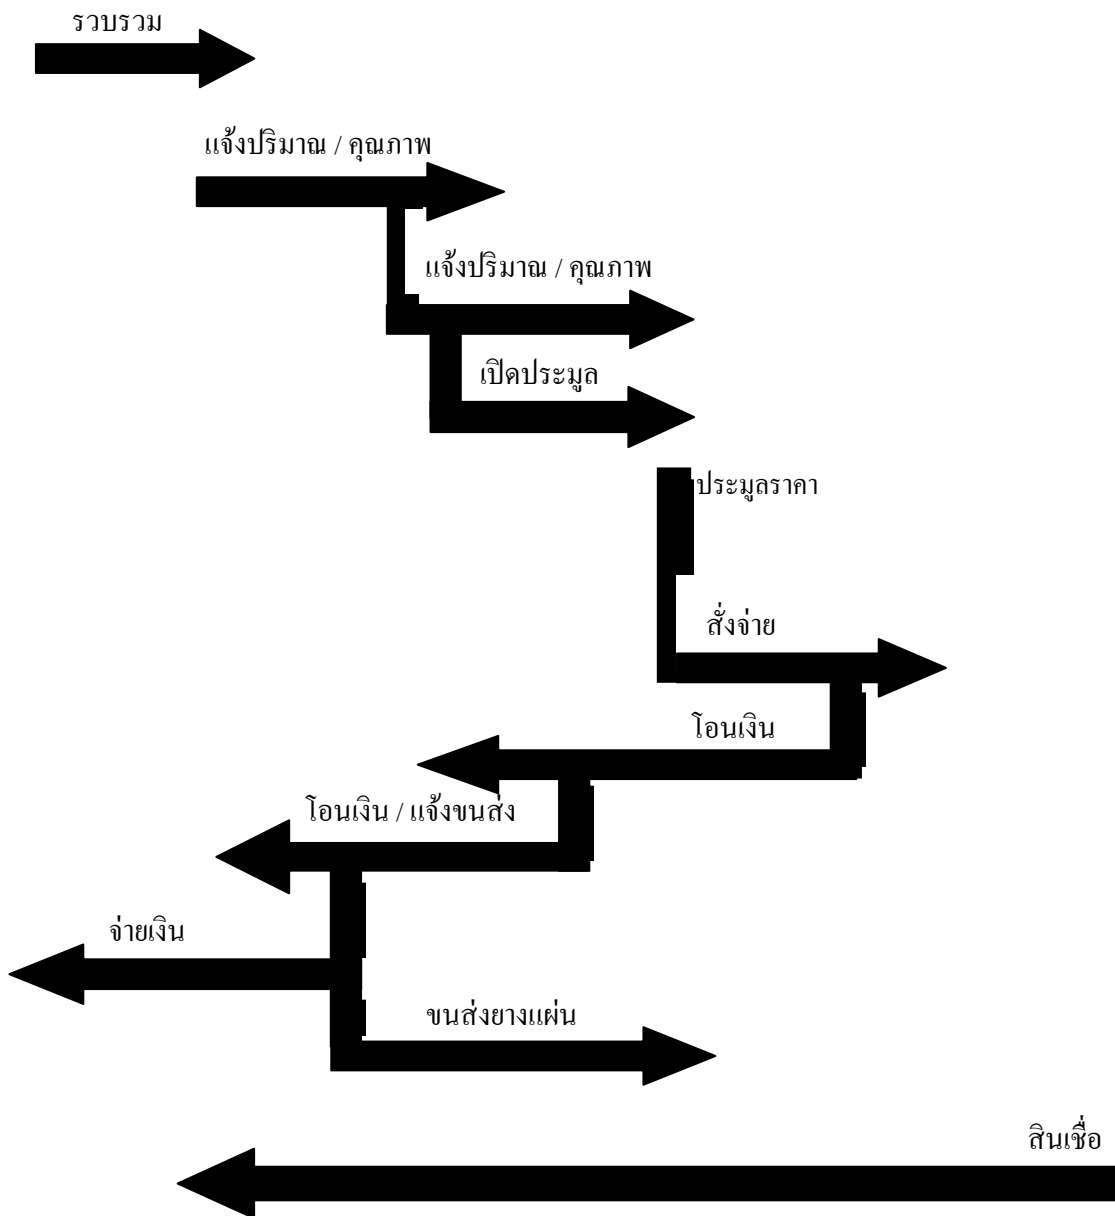 รวบรวม
แจ้งปริมาณ / คุณภาพ
แจ้งปริมาณ / คุณภาพ
เปิดประมูล
ประมูลราคา
สั่งจ่าย
โอนเงิน
โอนเงิน / แจ้งขนส่ง
จ่ายเงิน
ขนส่งยางแผ่น
สินเชื่อ